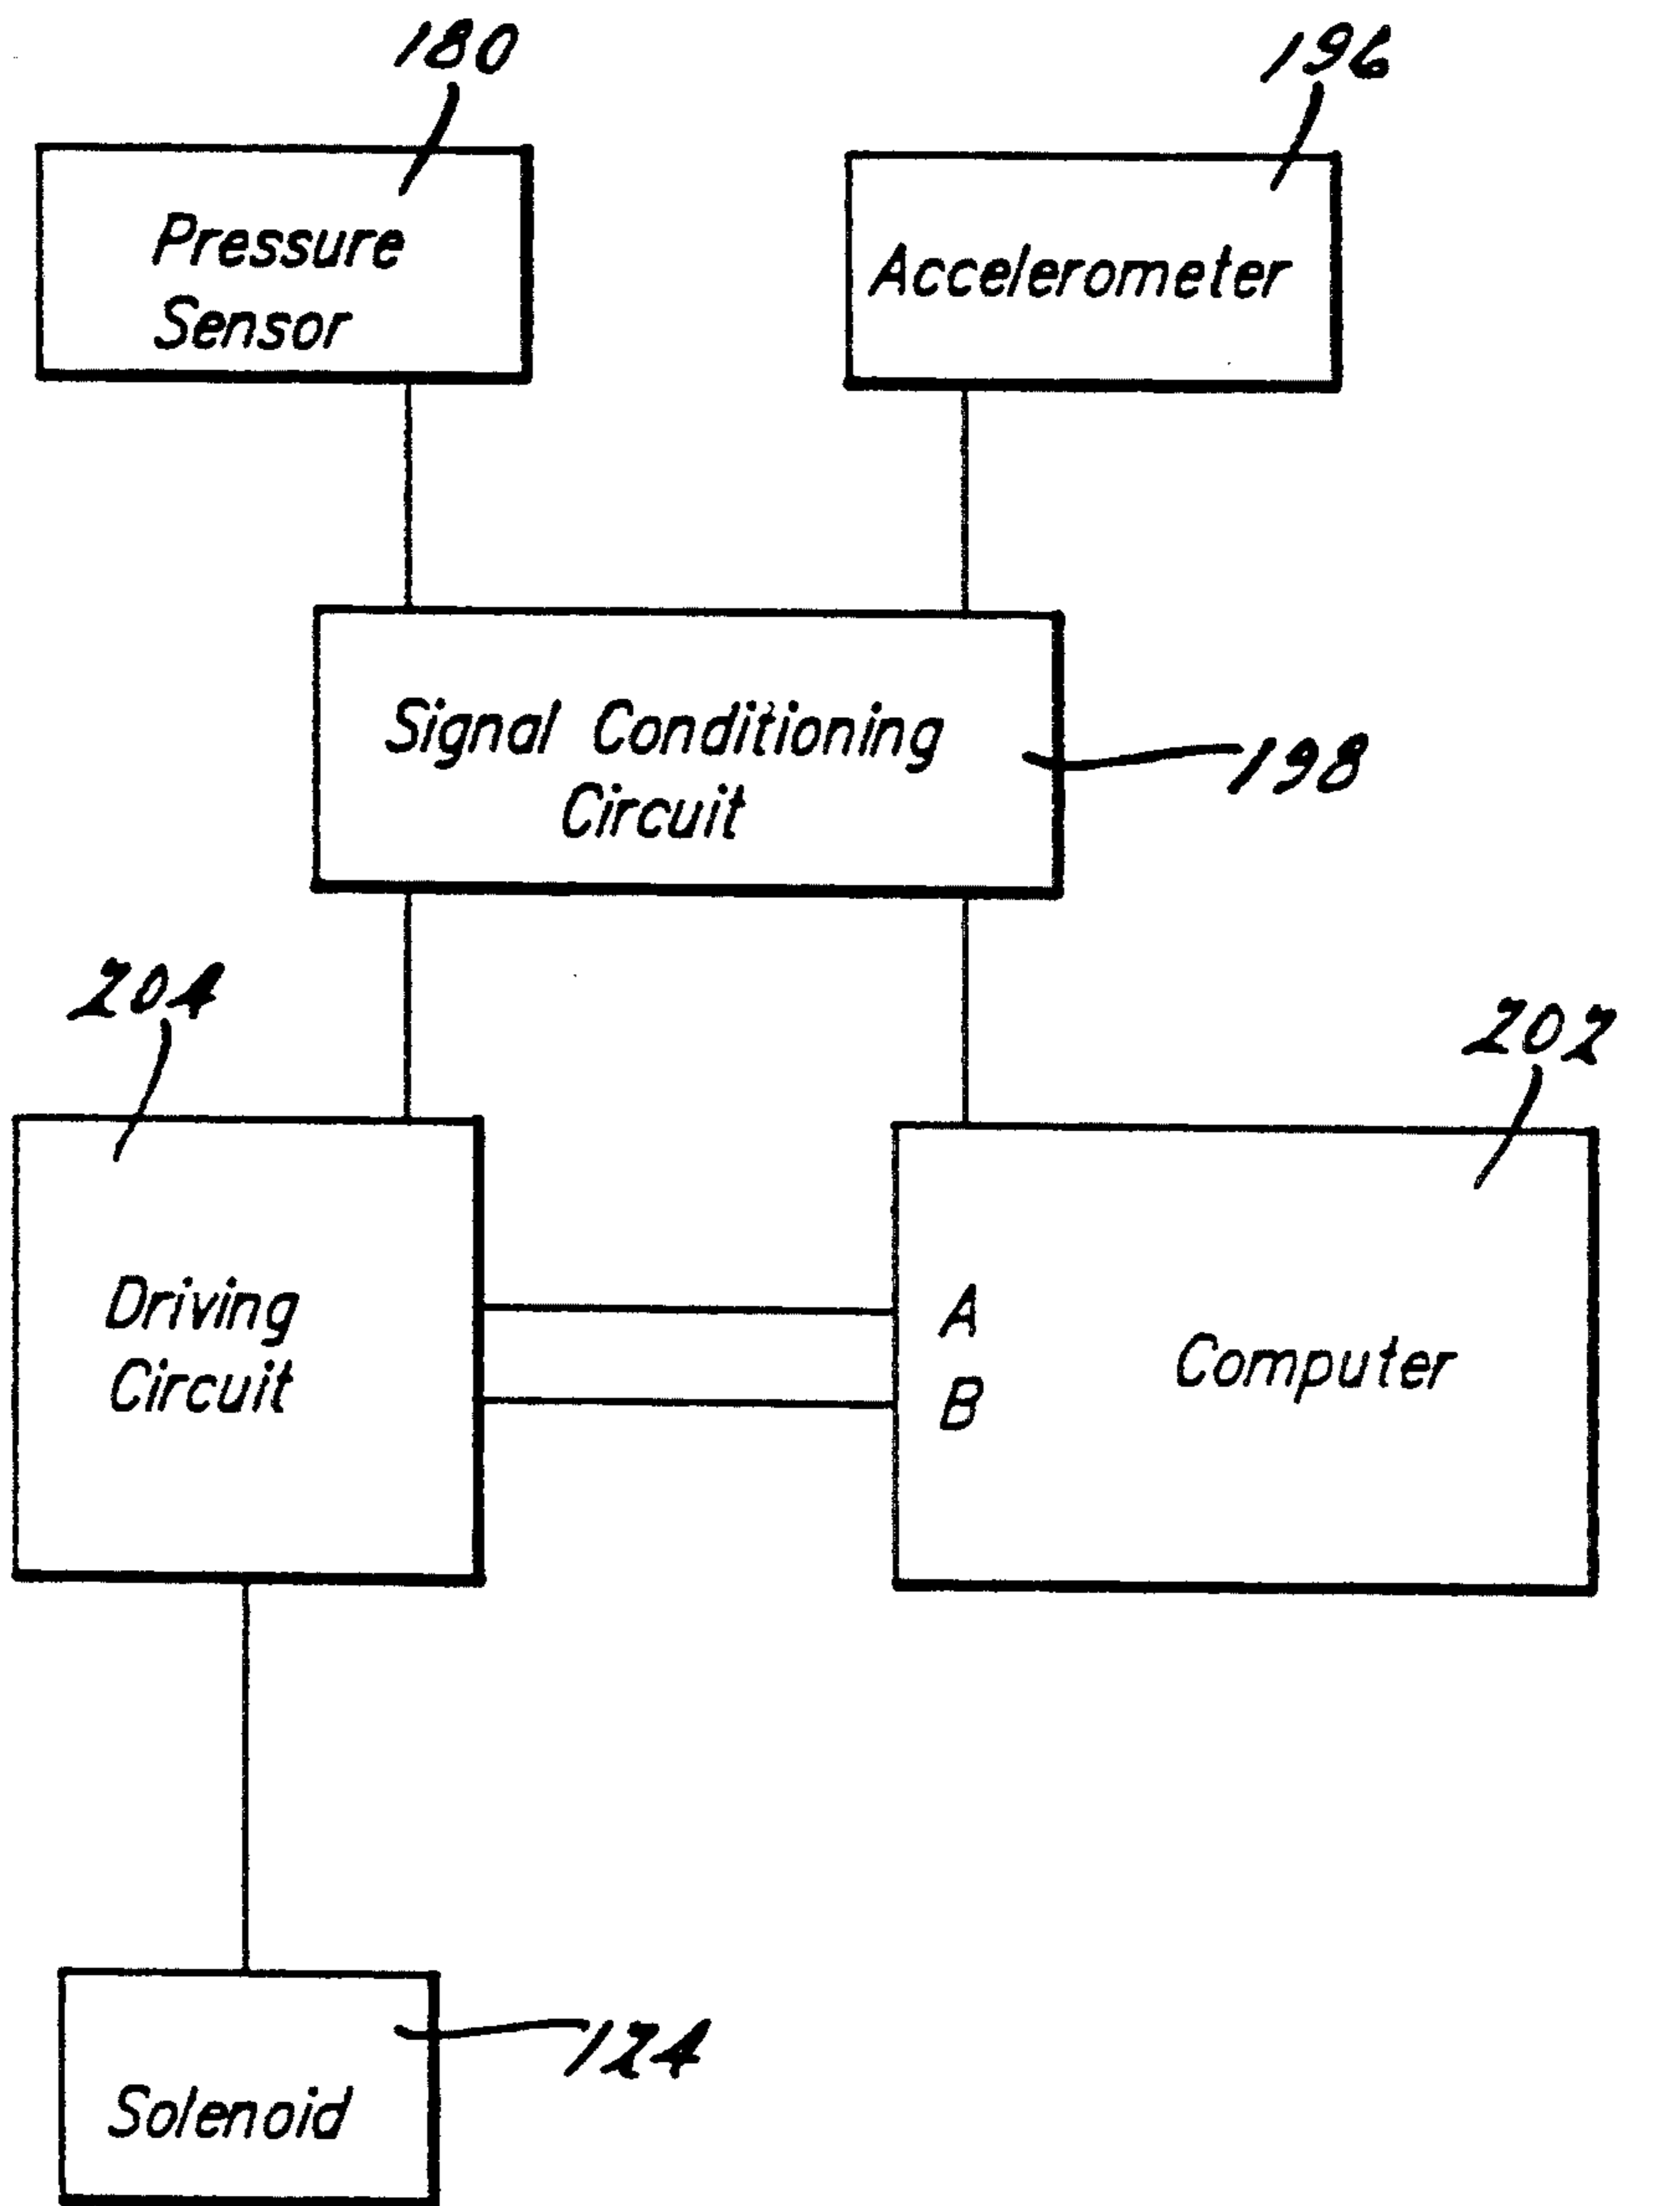 180
196
Pressure
Sensor
Accelerometer
Signal Conditioning
Circuit
198
204
202
Driving
Circuit
A
B
Computer
124
Solenoid